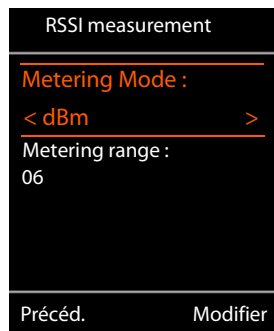 RSSI measurement
Metering Mode :
< dBm >
Metering range :
06
Précéd. Modifier